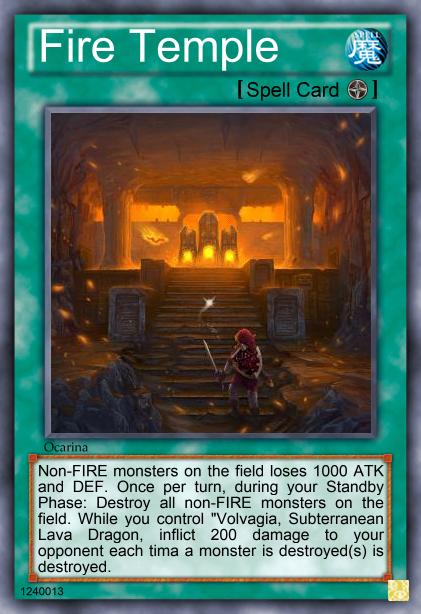 Fire Temple
SPELL
魔
[ Spell Card ]
Ocarina
Non-FIRE monsters on the field loses 1000 ATK
and DEF. Once per turn, during your Standby
Phase: Destroy all non-FIRE monsters on the
field. While you control "Volvagia, Subterranean
Lava Dragon, inflict 200 damage to your
opponent each tima a monster is destroyed(s) is
destroyed.
1240013